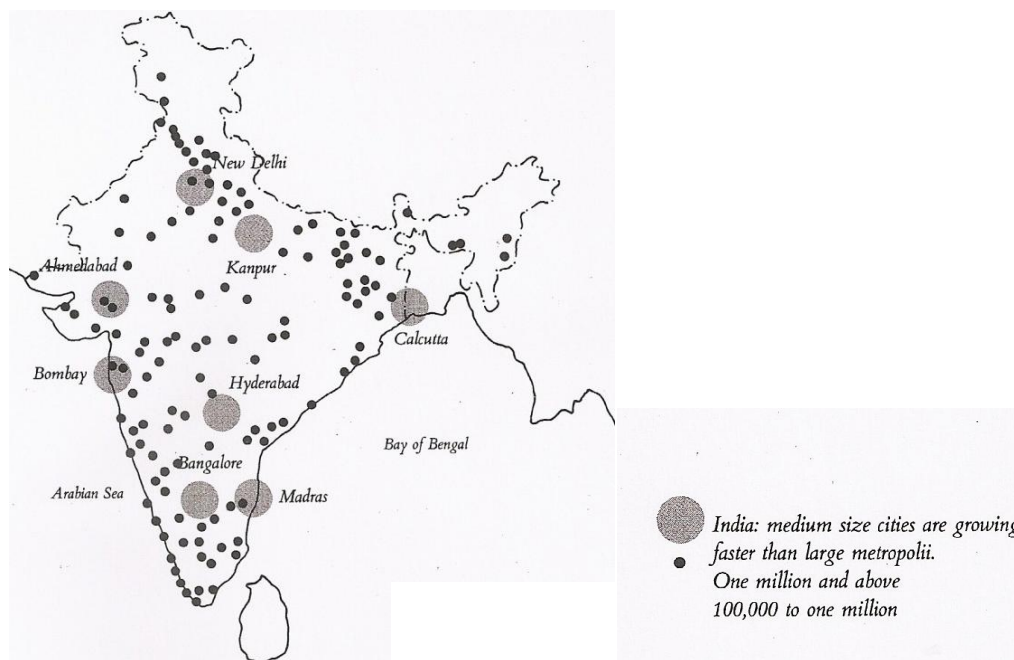 New Delhi
Ahmedabad
Kanpur
Calcutta
Bombay
Hyderabad
Bay of Bengal
Bangalore
Arabian Sea
Madras
India: medium size cities are growing
faster than large metropolii.
One million and above
100,000 to one million